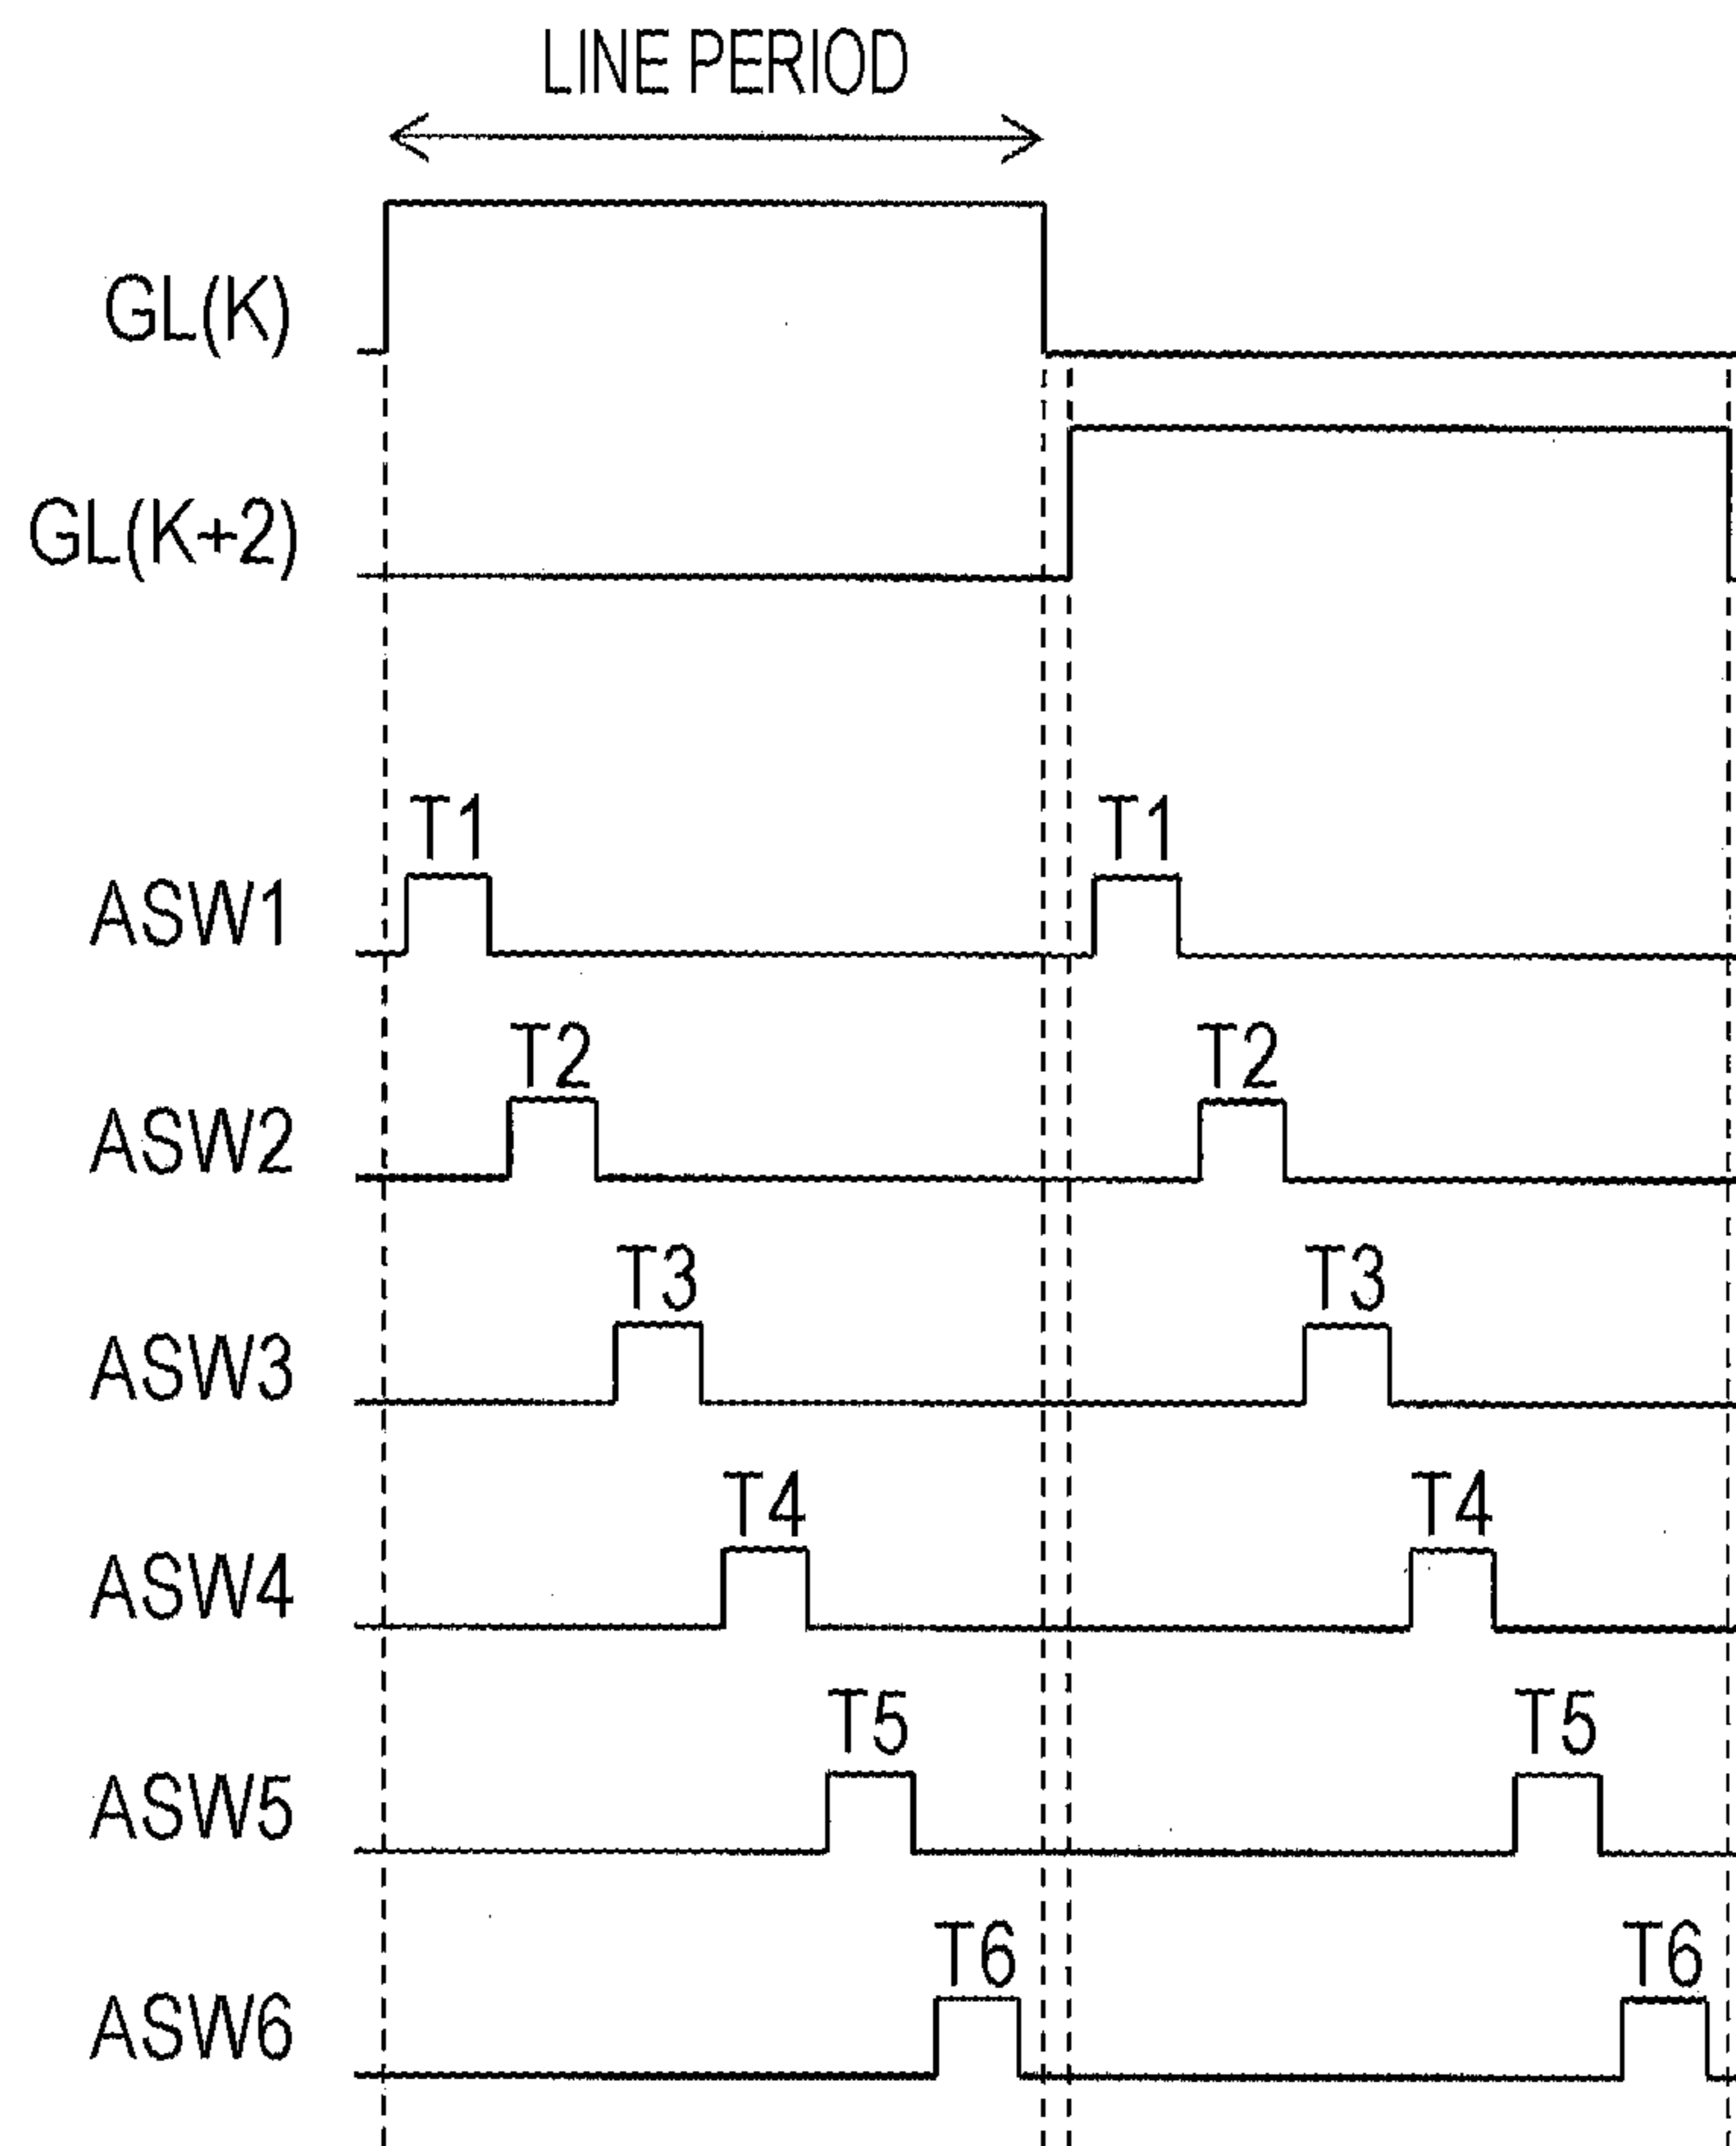 LINE PERIOD
GL(K)
GL(K+2)
T1 T1
ASW1
T2 T2
ASW2
T3 T3
ASW3
T4 T4
ASW4
T5 T5
ASW5
T6 T6
ASW6